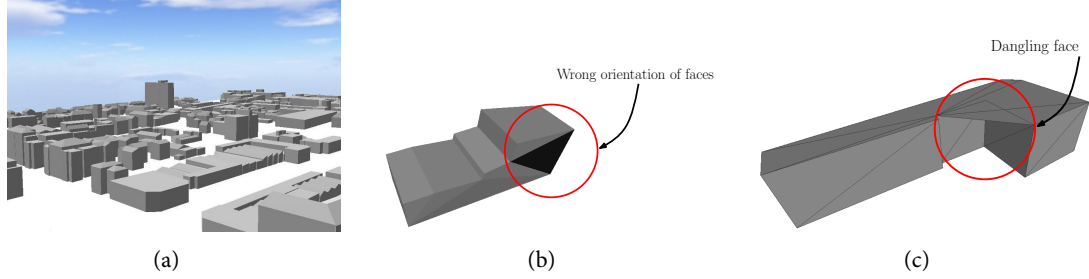 Wrong orientation of faces
Dangling face
(a)
(b)
(c)